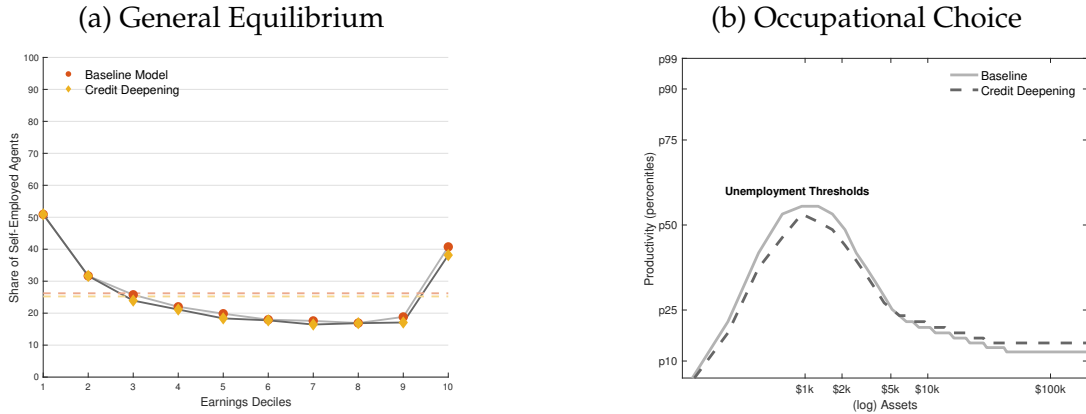 (a) General Equilibrium
100
90
80
70
60
50
40
30
20
10
0
Share of Self-Employed Agents
Baseline Model
Credit Deepening
1 2 3 4 5 6 7 8 9 10
Earnings Deciles
(b) Occupational Choice
p99
p90
p75
p50
p25
p10
Productivity (percenitles)
Baseline
Credit Deepening
Unemployment Thresholds
$1k $2k $5k $10k $100k
(log) Assets